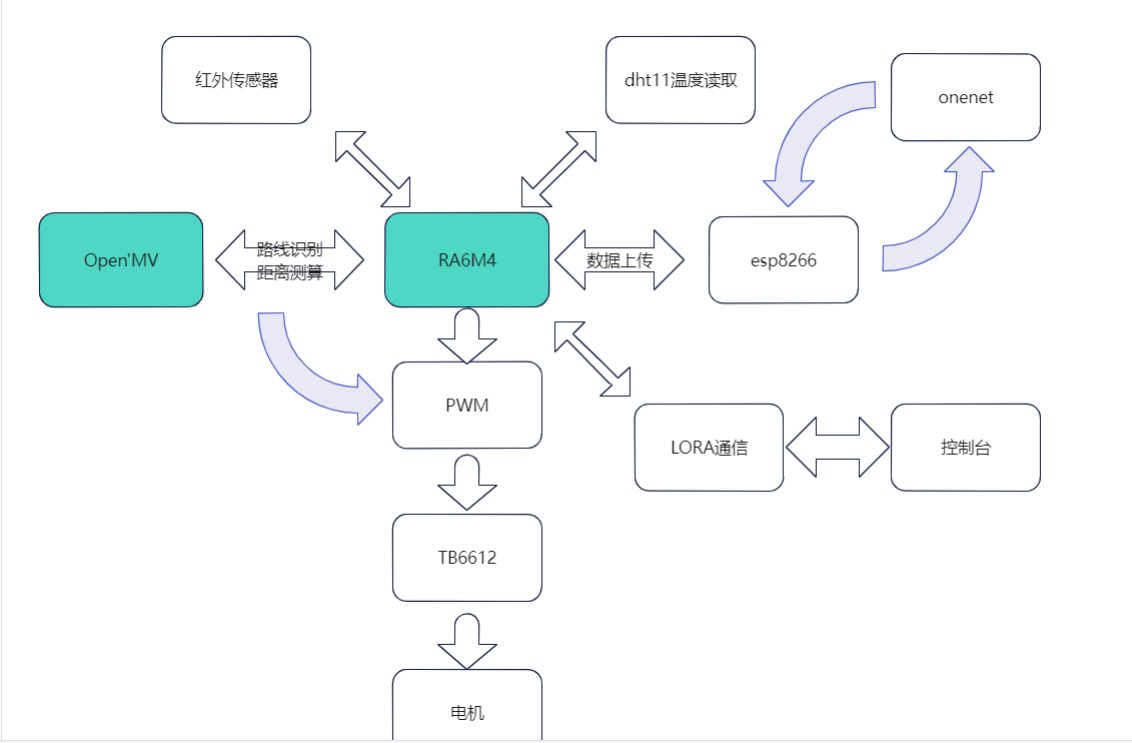 红外传感器
dht11温度读取
onenet
Open'MV
路线识别
距离测算
RA6M4
数据上传
esp8266
PWM
LORA通信
控制台
TB6612
电机